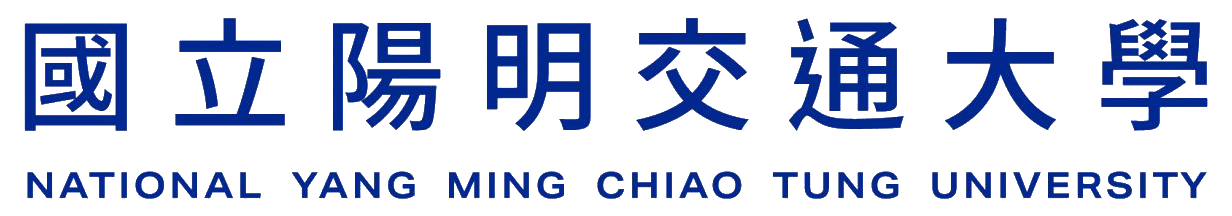 國立陽明交通大學
NATIONAL YANG MING CHIAO TUNG UNIVERSITY